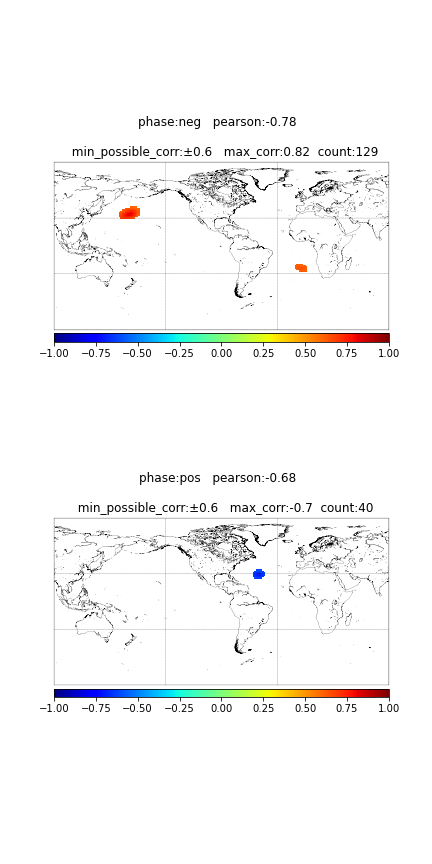 phase:neg   pearson:-0.78
min_possible_corr:±0.6   max_corr:0.82  count:129
−1.00 −0.75 −0.50 −0.25 0.00 0.25 0.50 0.75 1.00
phase:pos   pearson:-0.68
min_possible_corr:±0.6   max_corr:-0.7  count:40
−1.00 −0.75 −0.50 −0.25 0.00 0.25 0.50 0.75 1.00